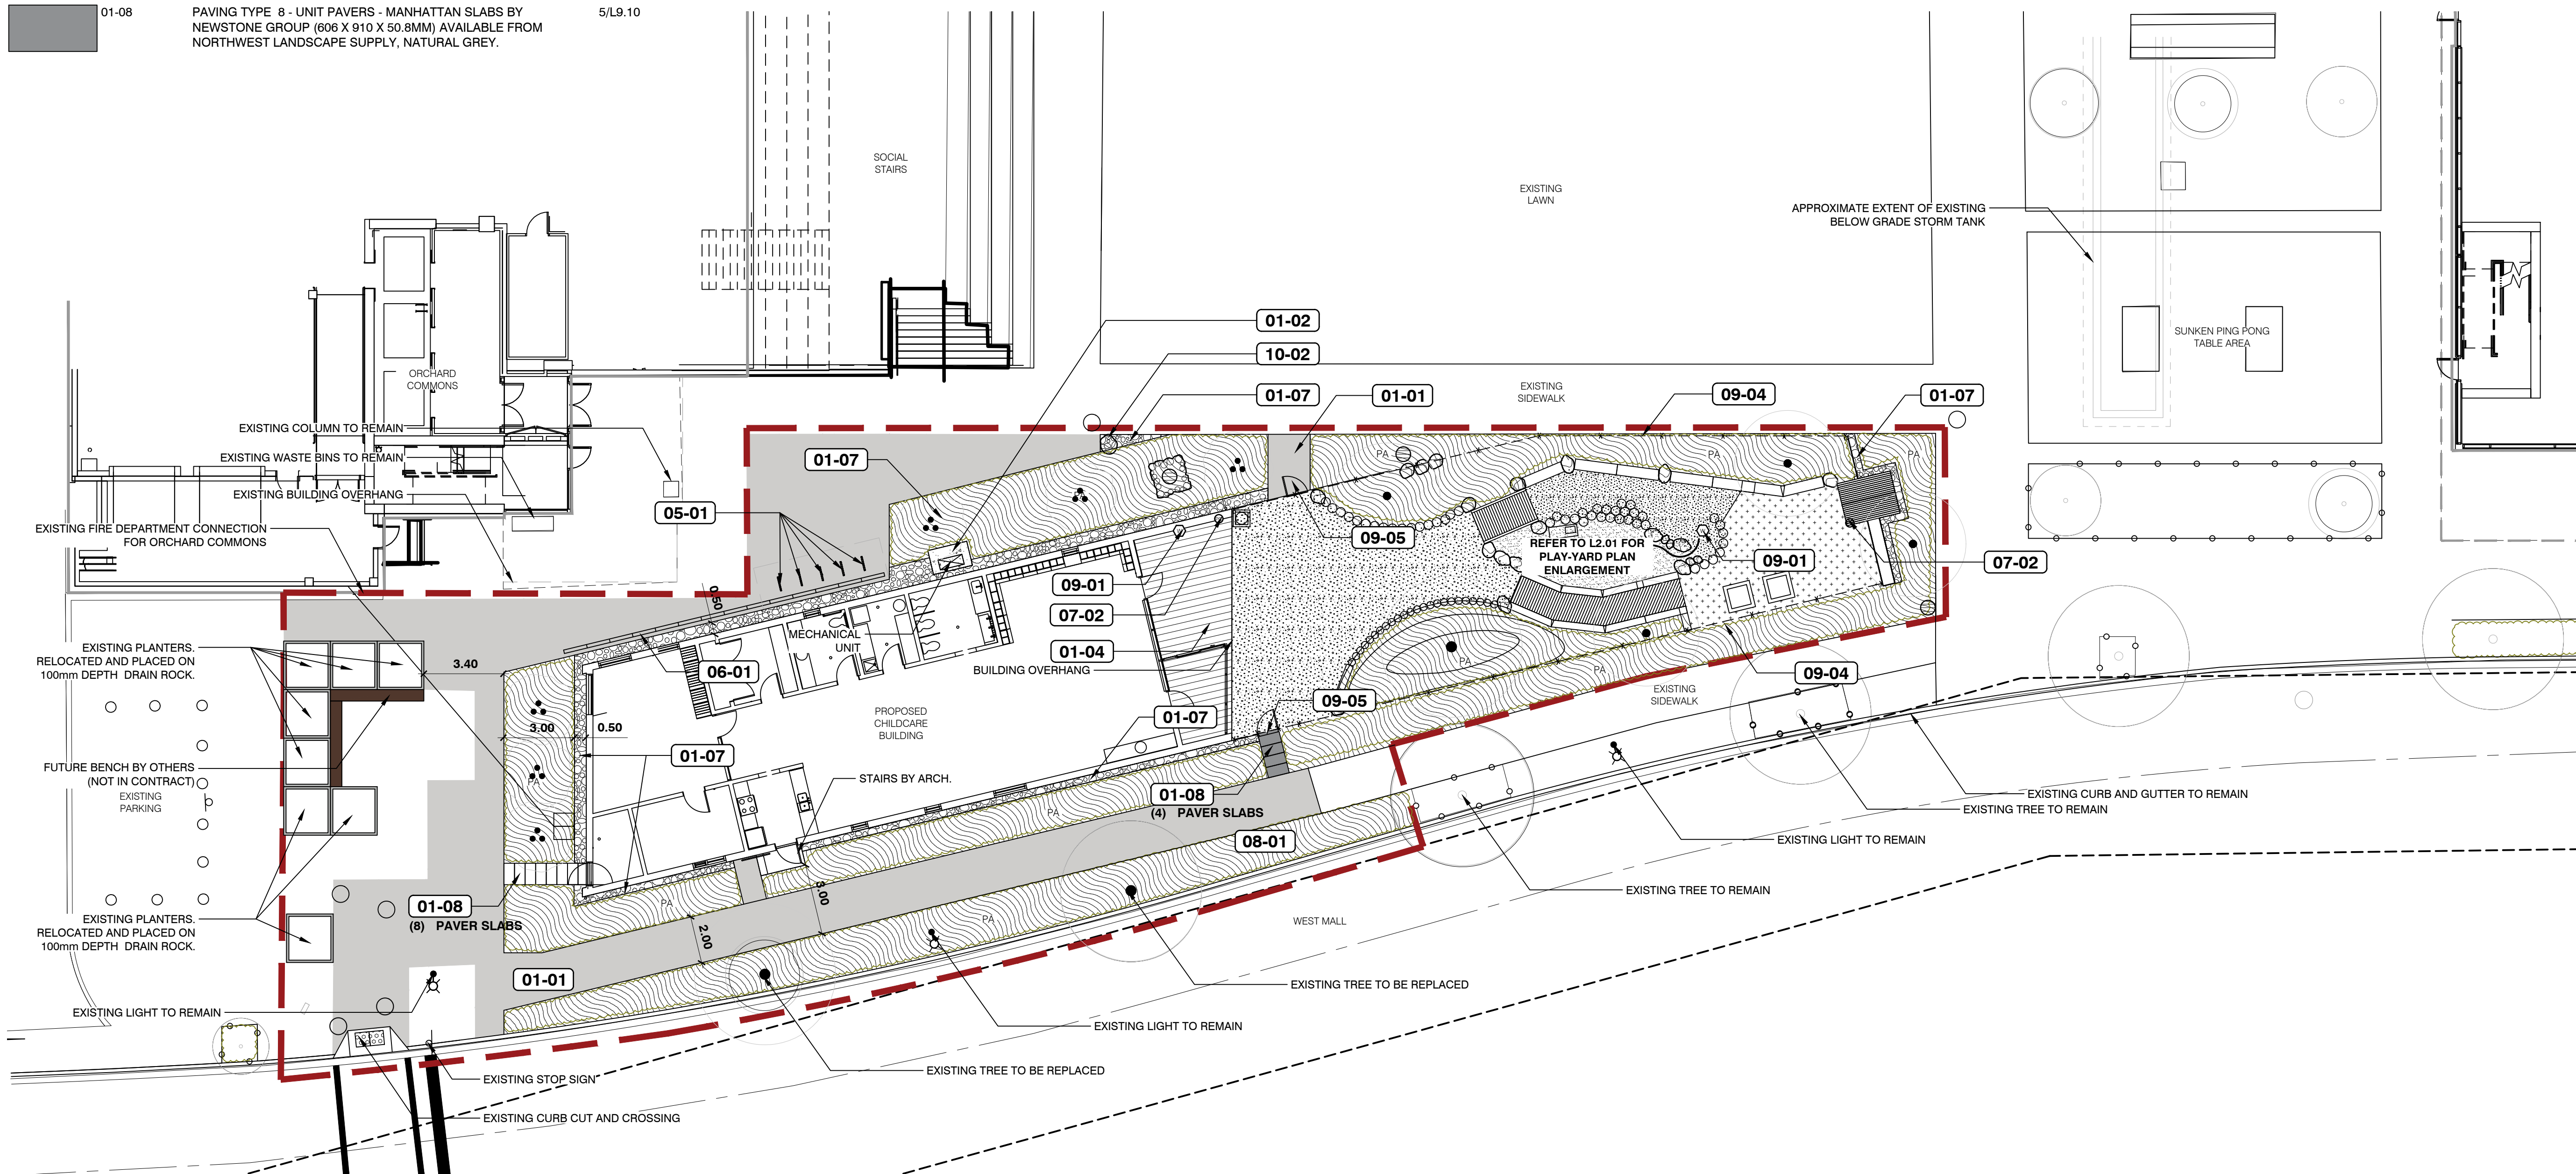 01-08
PAVING TYPE 8 - UNIT PAVERS - MANHATTAN SLABS BY
NEWSTONE GROUP (606 X 910 X 50.8MM) AVAILABLE FROM
NORTHWEST LANDSCAPE SUPPLY, NATURAL GREY.
5/L9.10
SOCIAL
STAIRS
EXISTING
LAWN
APPROXIMATE EXTENT OF EXISTING
BELOW GRADE STORM TANK
SUNKEN PING PONG
TABLE AREA
01-02
10-02
01-07
01-01
EXISTING
SIDEWALK
09-04
01-07
ORCHARD
COMMONS
EXISTING COLUMN TO REMAIN
EXISTING WASTE BINS TO REMAIN
EXISTING BUILDING OVERHANG
EXISTING FIRE DEPARTMENT CONNECTION
FOR ORCHARD COMMONS
01-07
05-01
PA
PA
PA
09-05
REFER TO L2.01 FOR
PLAY-YARD PLAN
ENLARGEMENT
09-01
07-02
09-01
07-02
01-04
BUILDING OVERHANG
0.50
MECHANICAL
UNIT
06-01
EXISTING PLANTERS.
RELOCATED AND PLACED ON
100mm DEPTH DRAIN ROCK.
3.40
PA
PA
09-04
EXISTING
SIDEWALK
09-05
01-07
PROPOSED
CHILDCARE
BUILDING
3.00
0.50
01-07
FUTURE BENCH BY OTHERS
(NOT IN CONTRACT)
EXISTING
PARKING
PA
STAIRS BY ARCH.
01-08
(4) PAVER SLABS
PA
08-01
EXISTING CURB AND GUTTER TO REMAIN
EXISTING TREE TO REMAIN
EXISTING LIGHT TO REMAIN
EXISTING TREE TO REMAIN
01-08
(8) PAVER SLABS
PA
3.00
2.00
PA
WEST MALL
EXISTING PLANTERS.
RELOCATED AND PLACED ON
100mm DEPTH DRAIN ROCK.
01-01
EXISTING TREE TO BE REPLACED
EXISTING LIGHT TO REMAIN
EXISTING LIGHT TO REMAIN
EXISTING TREE TO BE REPLACED
EXISTING STOP SIGN
EXISTING CURB CUT AND CROSSING